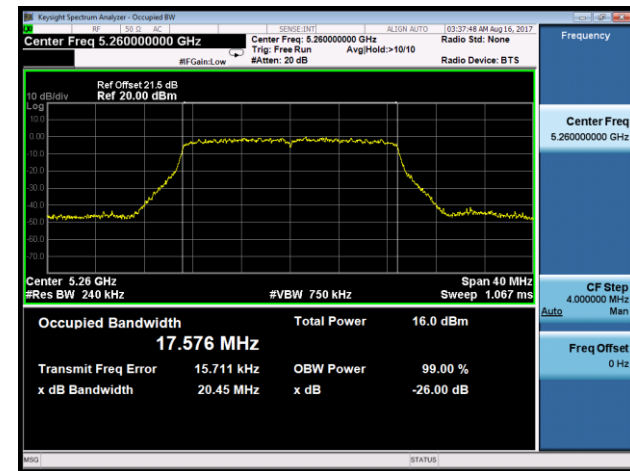 Keysight Spectrum Analyzer - Occupied BW
RF 50 Ω AC SENSE:INT ALIGN AUTO 03:37:48 AM Aug 16, 2017
Center Freq 5.260000000 GHz Center Freq: 5.260000000 GHz Radio Std: None
Trig: Free Run Avg|Hold:>10/10
#IFGain:Low #Atten: 20 dB Radio Device: BTS
Ref Offset 21.5 dB
10 dB/div Ref 20.00 dBm
Log
10.0
0.00
-10.0
-20.0
-30.0
-40.0
-50.0
-60.0
-70.0
Center 5.26 GHz Span 40 MHz
#Res BW 240 kHz #VBW 750 kHz Sweep 1.067 ms
Occupied Bandwidth Total Power 16.0 dBm
17.576 MHz
Transmit Freq Error 15.711 kHz OBW Power 99.00 %
x dB Bandwidth 20.45 MHz x dB -26.00 dB
MSG STATUS
Frequency
Center Freq
5.260000000 GHz
CF Step
4.000000 MHz
Auto Man
Freq Offset
0 Hz